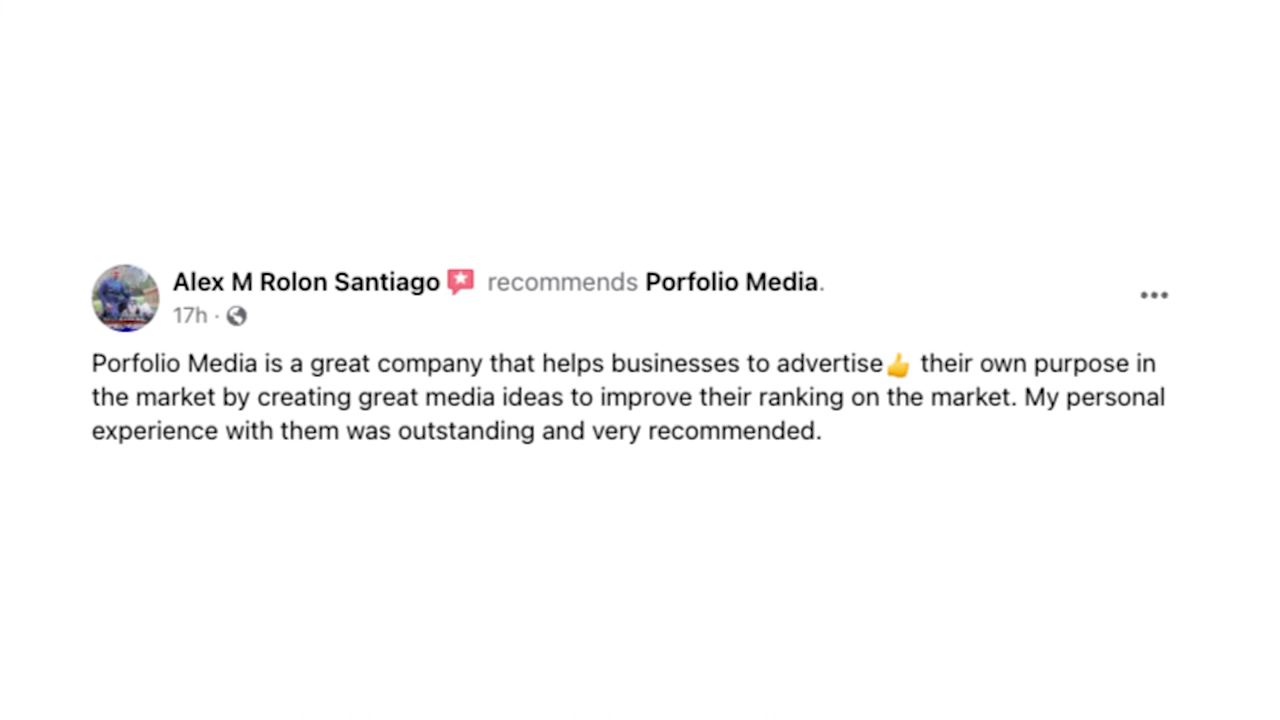 Alex M Rolon Santiago recommends Porfolio Media.
17h ·
Porfolio Media is a great company that helps businesses to advertise👍 their own purpose in
the market by creating great media ideas to improve their ranking on the market. My personal
experience with them was outstanding and very recommended.